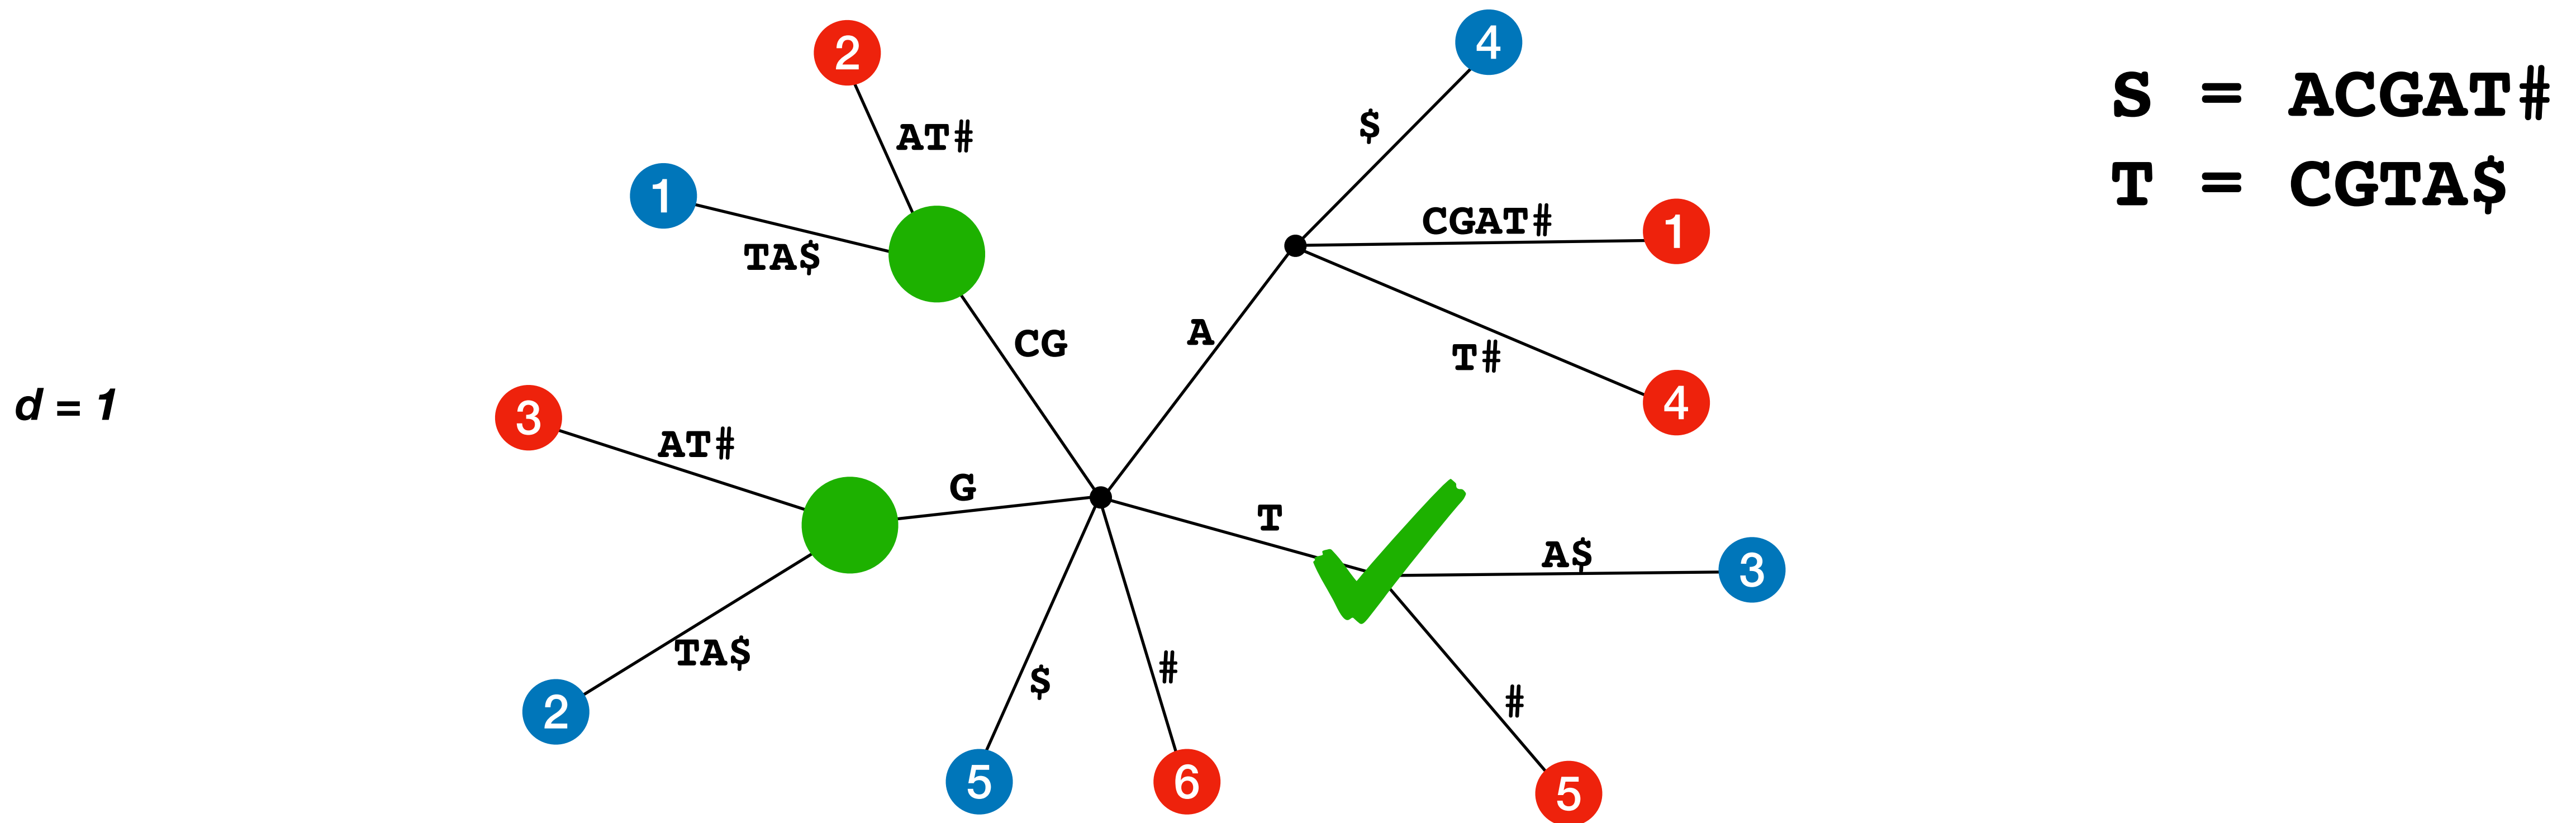 2
4
S = ACGAT#
$
AT#
1
T = CGTA$
CGAT#
1
TA$
A
CG
T#
d = 1
4
3
AT#
G
T
A$
3
TA$
$
#
#
2
5
6
5